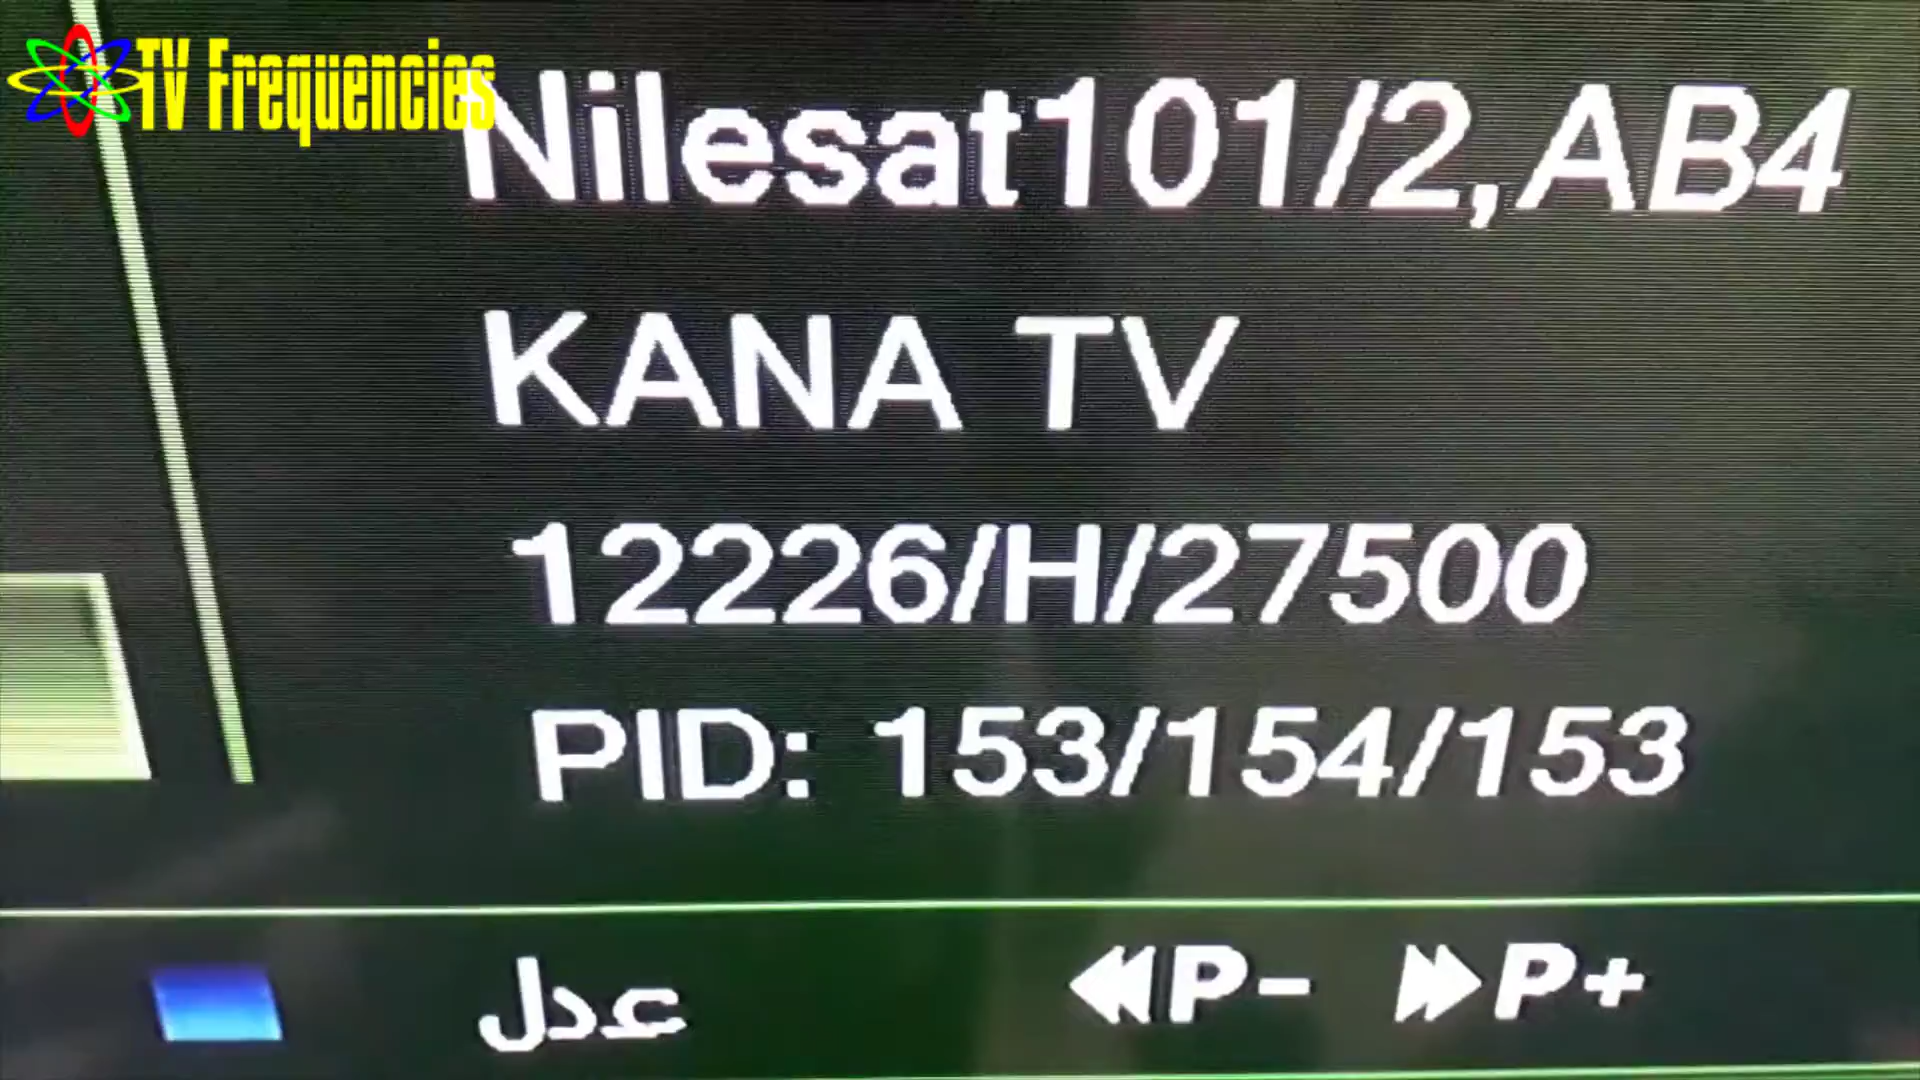 TV Frequencies
Nilesat101/2,AB4
KANA TV
12226/H/27500
PID: 153/154/153
عدل P- P+